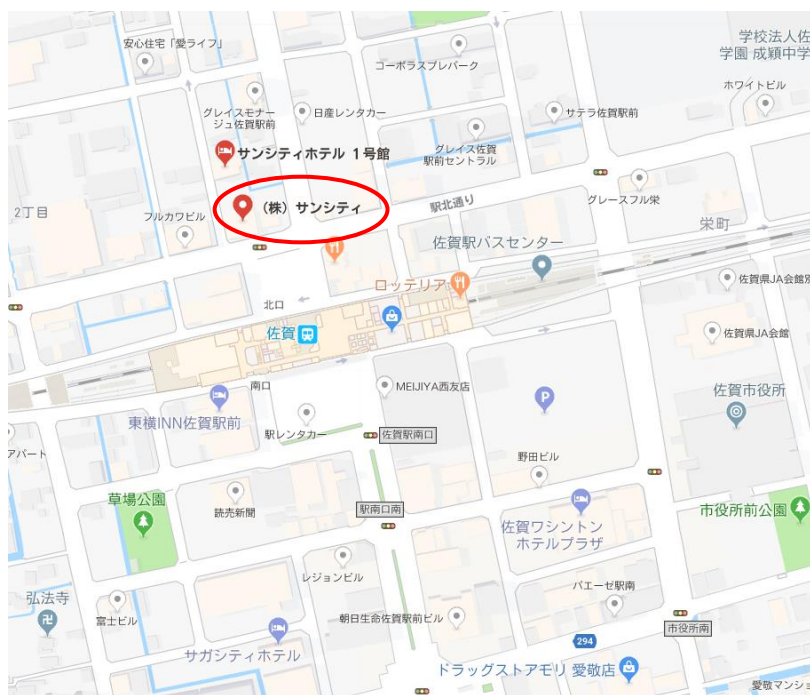 学校法人佐
学園 成穎中学
安心住宅「愛ライフ」
コーポラスプレパーク
ホワイトビル
グレイスモナー
ジュ佐賀駅前
日産レンタカー
サテラ佐賀駅前
サンシティホテル 1号館
グレイス佐賀
駅前セントラル
2丁目
フルカワビル
(株) サンシティ
駅北通り
グレースフル栄
栄町
佐賀駅バスセンター
ロッテリア
佐賀県JA会館別
北口
佐賀
佐賀県JA会館
南口
MEIJIYA西友店
P
佐賀市役所
東横INN佐賀駅前
駅レンタカー
佐賀駅南口
アパート
野田ビル
草場公園
読売新聞
駅南口南
佐賀ワシントン
ホテルプラザ
市役所前公園
レジョンビル
パエーゼ駅南
弘法寺
卍
富士ビル
朝日生命佐賀駅前ビル
市役所南
サガシティホテル
294
ドラッグストアモリ 愛敬店
愛敬マンショ